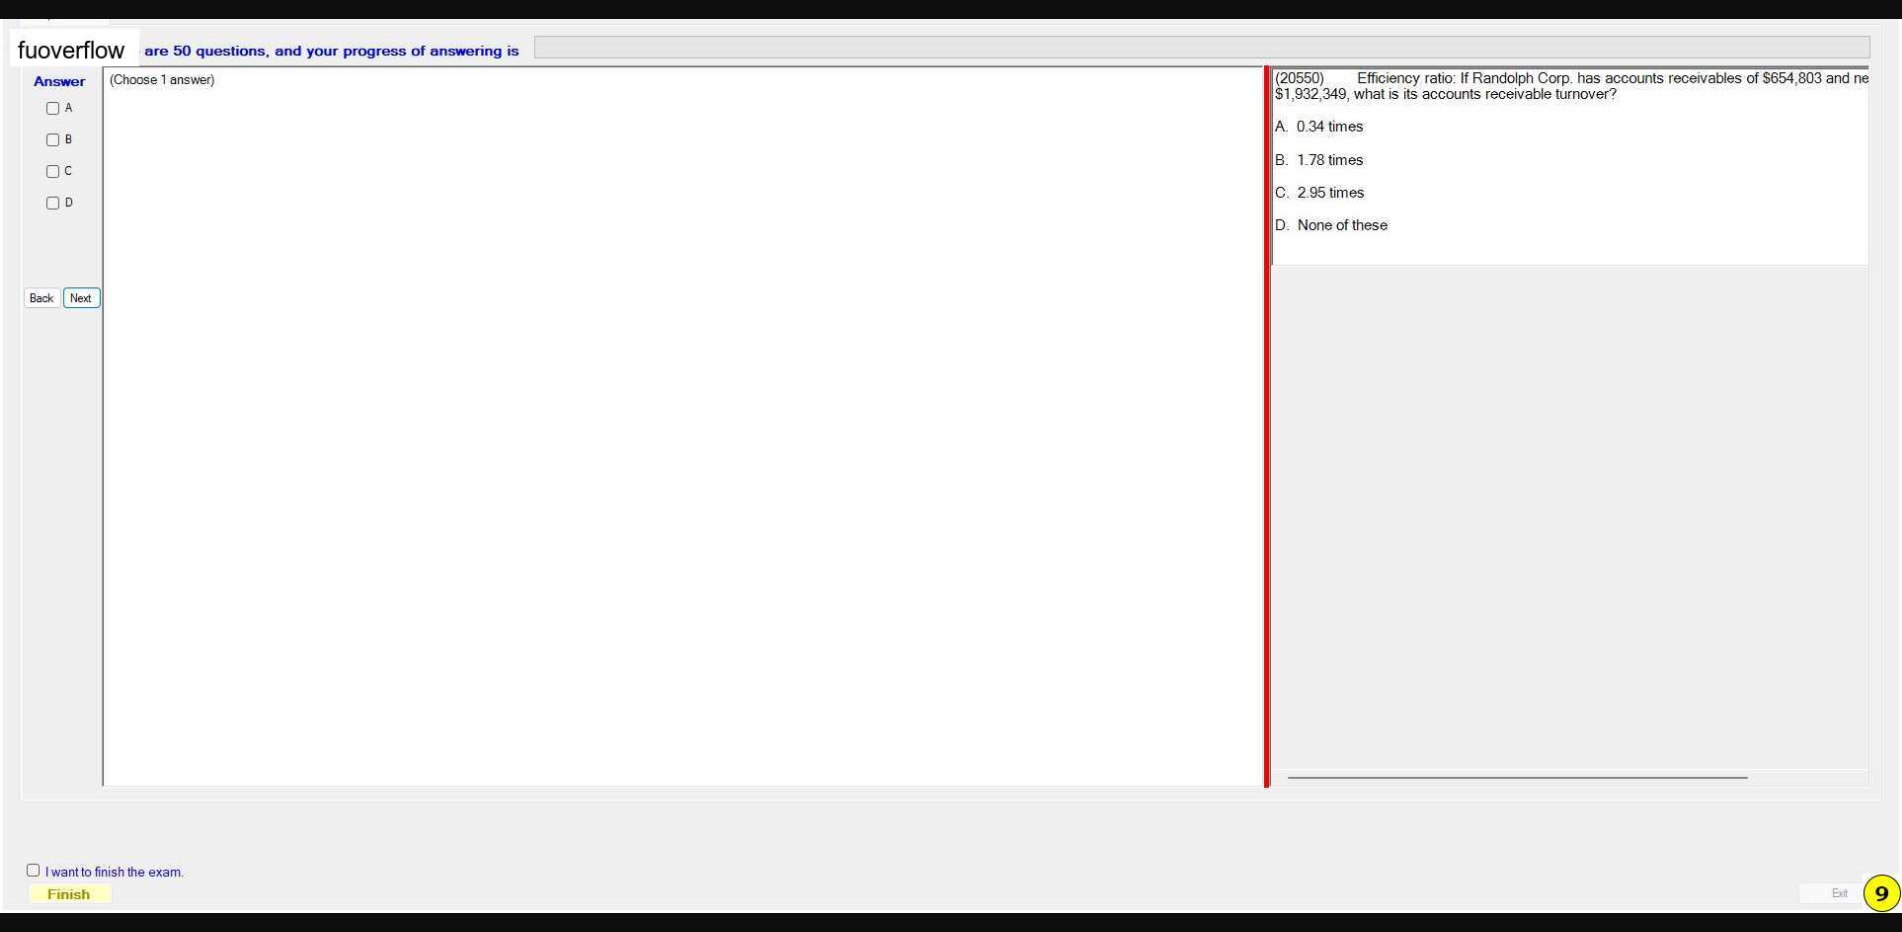 fuoverflow are 50 questions, and your progress of answering is
Answer
A
B
C
D
Back Next
(Choose 1 answer)
(20550) Efficiency ratio: If Randolph Corp. has accounts receivables of $654,803 and ne
$1,932,349, what is its accounts receivable turnover?
A. 0.34 times
B. 1.78 times
C. 2.95 times
D. None of these
I want to finish the exam.
Finish
Exit
9